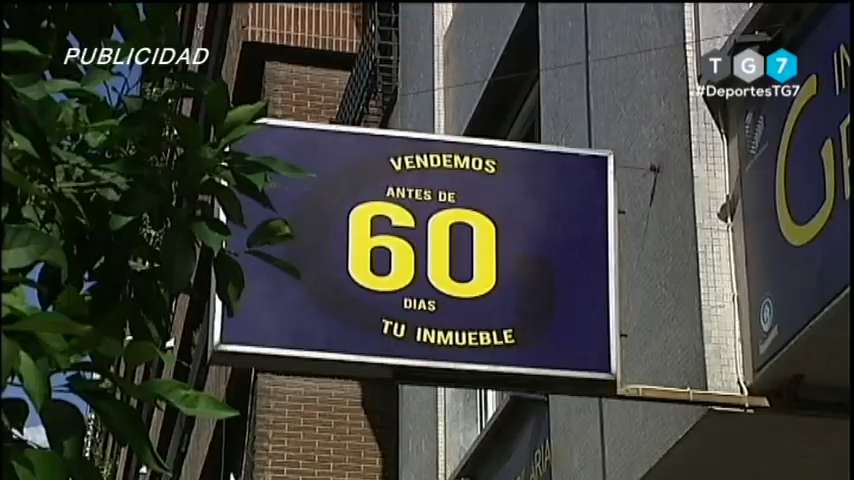 PUBLICIDAD
TG7
#DeportesTG7
VENDEMOS
ANTES DE
60
DIAS
TU INMUEBLE